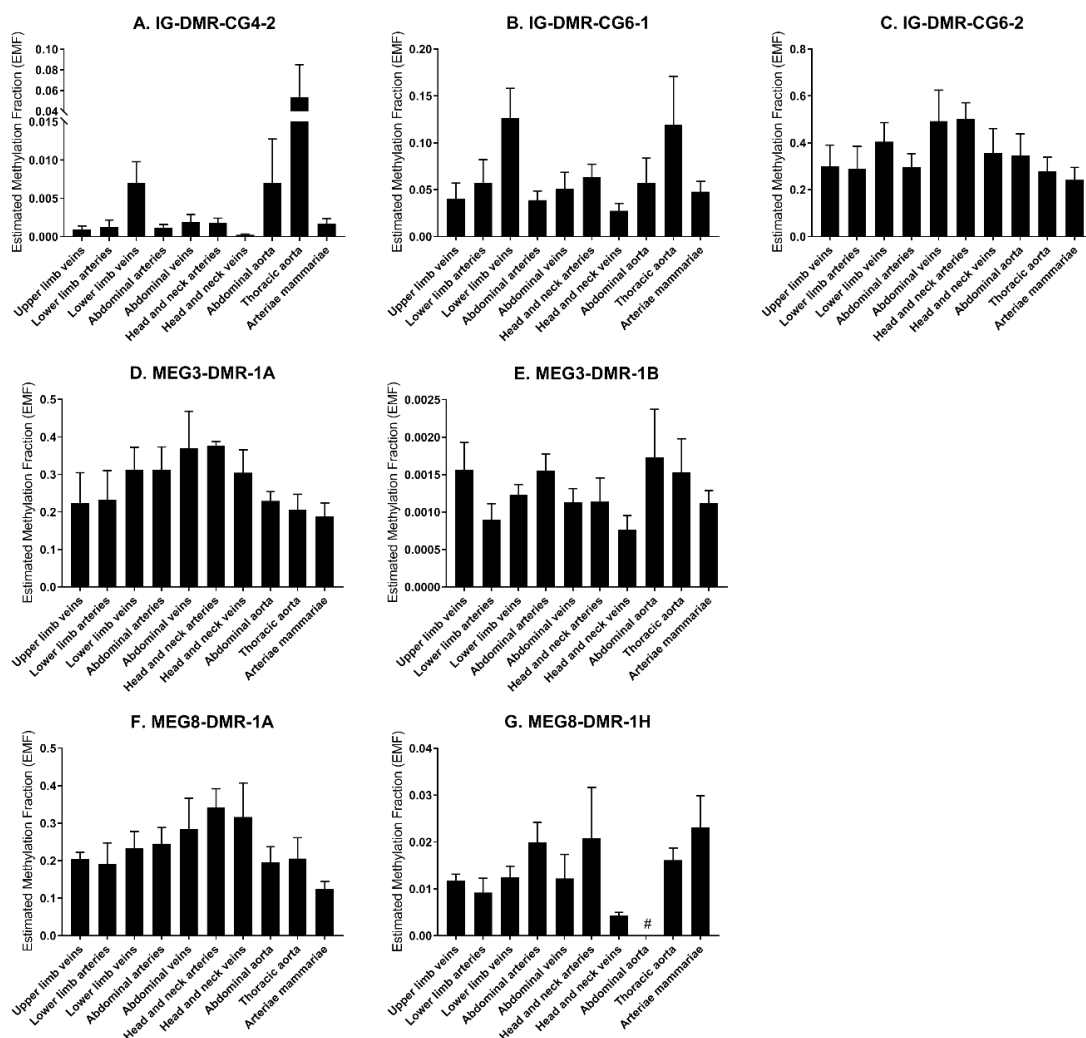 A. IG-DMR-CG4-2
Estimated Methylation Fraction (EMF)
0.10
0.08
0.06
0.04
0.015
0.010
0.005
0.000
Upper limb veins
Lower limb arteries
Lower limb veins
Abdominal arteries
Abdominal veins
Head and neck arteries
Head and neck veins
Abdominal aorta
Thoracic aorta
Arteriae mammariae
B. IG-DMR-CG6-1
Estimated Methylation Fraction (EMF)
0.20
0.15
0.10
0.05
0.00
Upper limb veins
Lower limb arteries
Lower limb veins
Abdominal arteries
Abdominal veins
Head and neck arteries
Head and neck veins
Abdominal aorta
Thoracic aorta
Arteriae mammariae
C. IG-DMR-CG6-2
Estimated Methylation Fraction (EMF)
0.8
0.6
0.4
0.2
0.0
Upper limb veins
Lower limb arteries
Lower limb veins
Abdominal arteries
Abdominal veins
Head and neck arteries
Head and neck veins
Abdominal aorta
Thoracic aorta
Arteriae mammariae
D. MEG3-DMR-1A
Estimated Methylation Fraction (EMF)
0.5
0.4
0.3
0.2
0.1
0.0
Upper limb veins
Lower limb arteries
Lower limb veins
Abdominal arteries
Abdominal veins
Head and neck arteries
Head and neck veins
Abdominal aorta
Thoracic aorta
Arteriae mammariae
E. MEG3-DMR-1B
Estimated Methylation Fraction (EMF)
0.0025
0.0020
0.0015
0.0010
0.0005
0.0000
Upper limb veins
Lower limb arteries
Lower limb veins
Abdominal arteries
Abdominal veins
Head and neck arteries
Head and neck veins
Abdominal aorta
Thoracic aorta
Arteriae mammariae
F. MEG8-DMR-1A
Estimated Methylation Fraction (EMF)
0.5
0.4
0.3
0.2
0.1
0.0
Upper limb veins
Lower limb arteries
Lower limb veins
Abdominal arteries
Abdominal veins
Head and neck arteries
Head and neck veins
Abdominal aorta
Thoracic aorta
Arteriae mammariae
G. MEG8-DMR-1H
Estimated Methylation Fraction (EMF)
0.04
0.03
0.02
0.01
0.00
#
Upper limb veins
Lower limb arteries
Lower limb veins
Abdominal arteries
Abdominal veins
Head and neck arteries
Head and neck veins
Abdominal aorta
Thoracic aorta
Arteriae mammariae